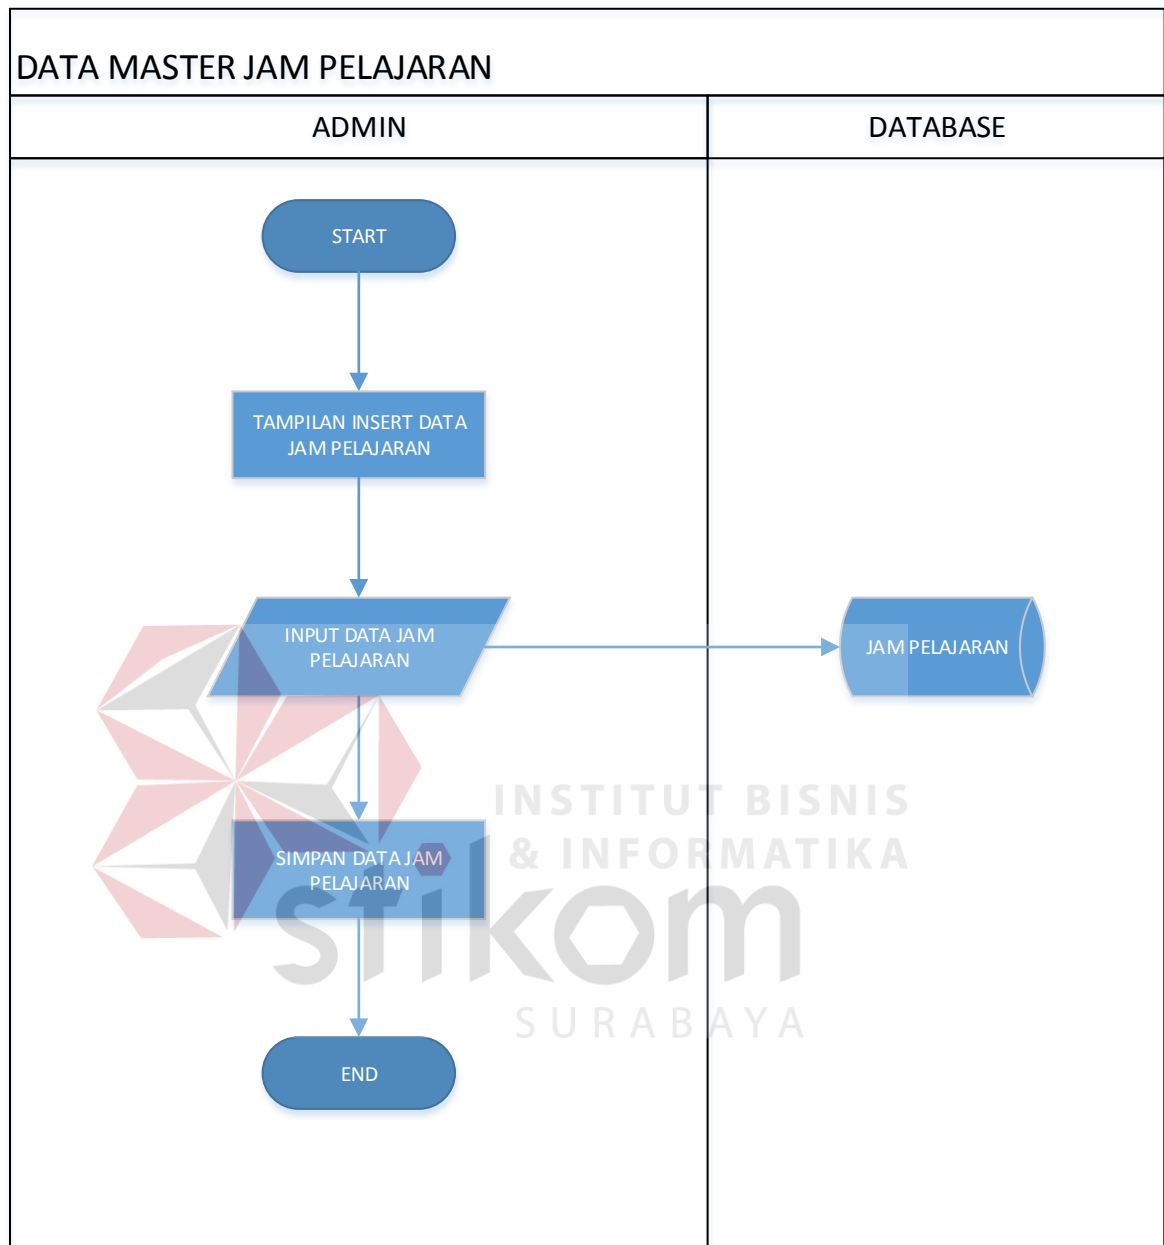 DATA MASTER JAM PELAJARAN
ADMIN
DATABASE
START
TAMPILAN INSERT DATA
JAM PELAJARAN
INPUT DATA JAM
PELAJARAN
JAM PELAJARAN
INSTITUT BISNIS
& INFORMATIKA
SIMPAN DATA JAM
PELAJARAN
stikom
SURABAYA
END